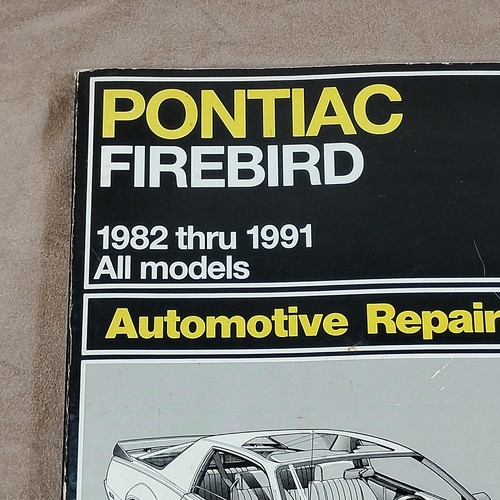 PONTIAC
FIREBIRD
1982 thru 1991
All models
Automotive Repair